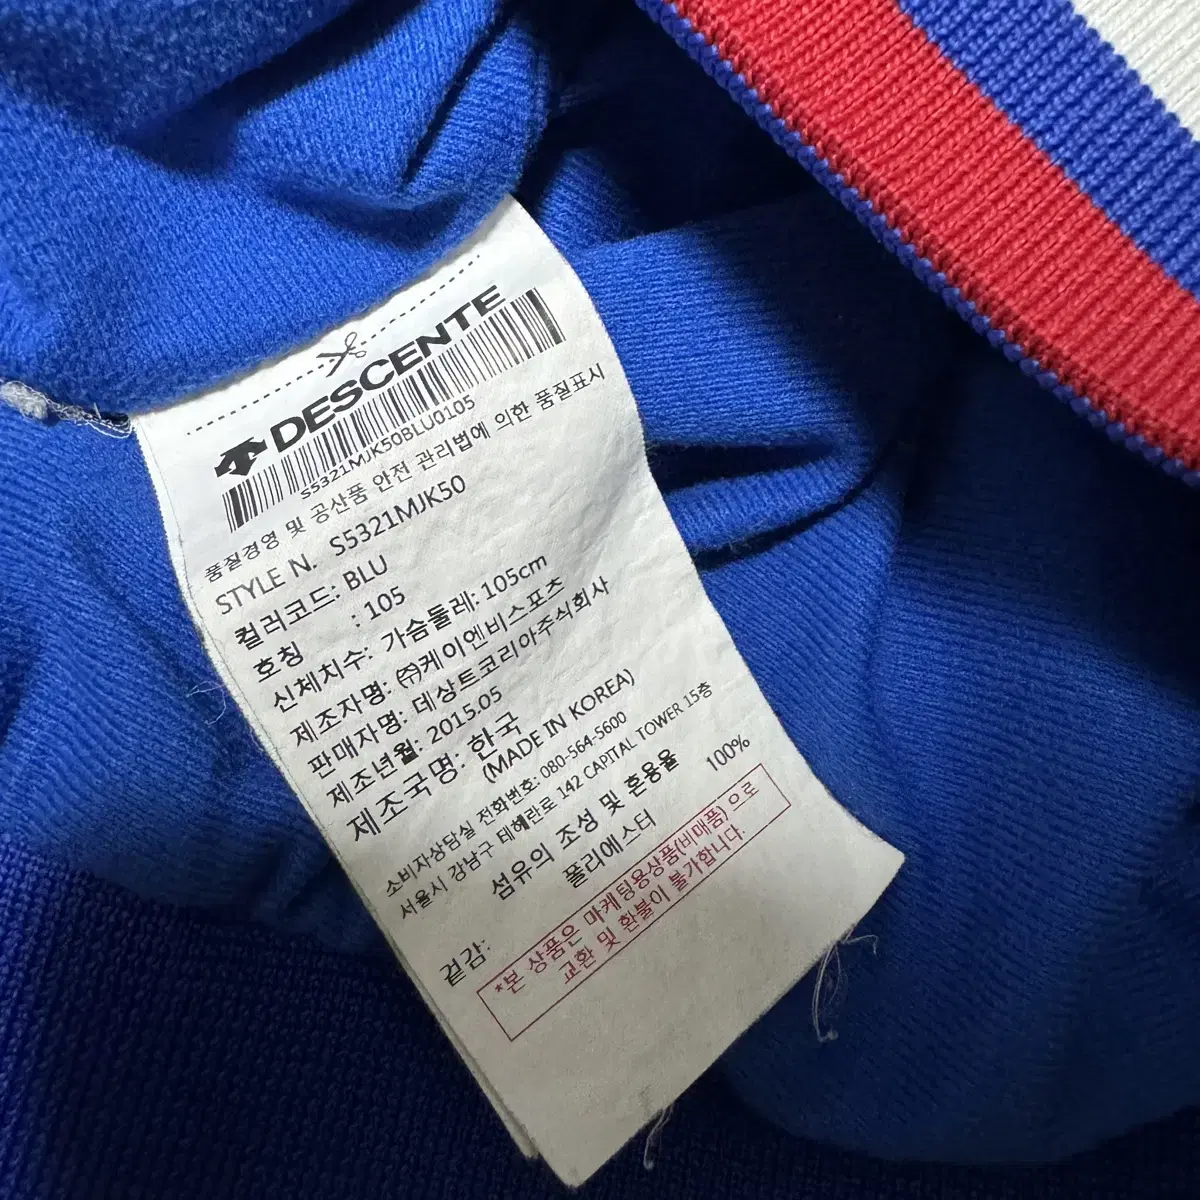 DESCENTE
S5321MJK50BLU0105
품질경영 및 공산품 안전 관리법에 의한 품질표시
STYLE N. S5321MJK50
컬러코드: BLU
호칭 : 105
신체치수: 가슴둘레: 105cm
제조자명: ㈜케이엔비스포츠
판매자명: 데상트코리아주식회사
제조년월: 2015.05
제조국명: 한국
(MADE IN KOREA)
소비자상담실 전화번호: 080-564-5600
서울시 강남구 테헤란로 142 CAPITAL TOWER 15층
섬유의 조성 및 혼용율
겉감: 폴리에스터 100%
*본 상품은 마케팅용상품(비매품)으로
교환 및 환불이 불가합니다.